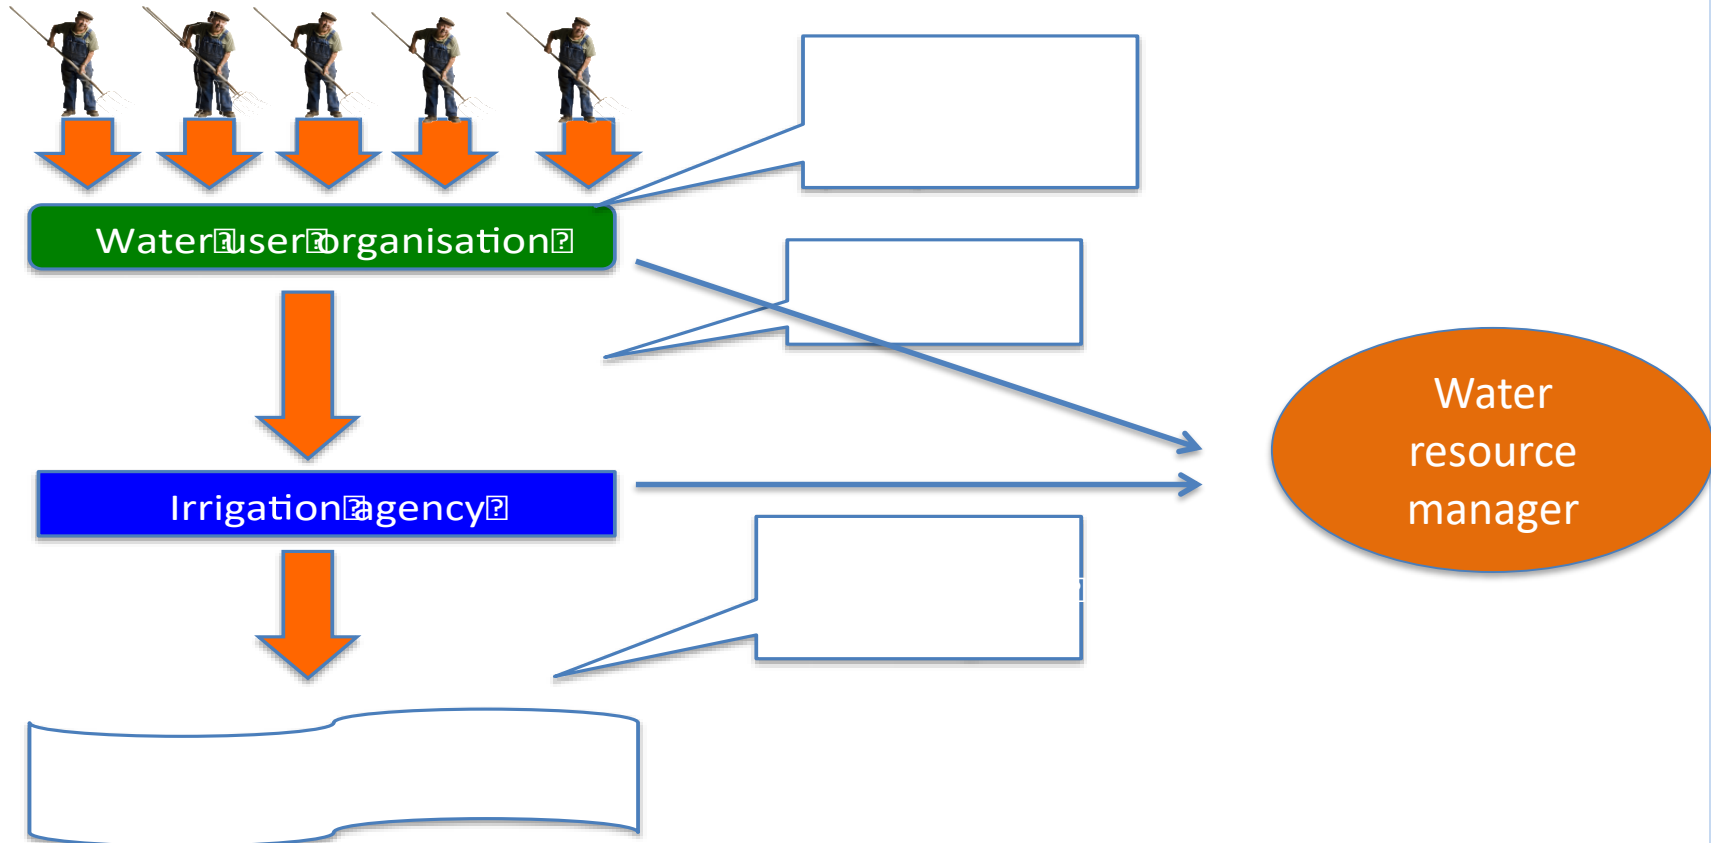 Water user organisation
Irrigation agency
Water
resource
manager